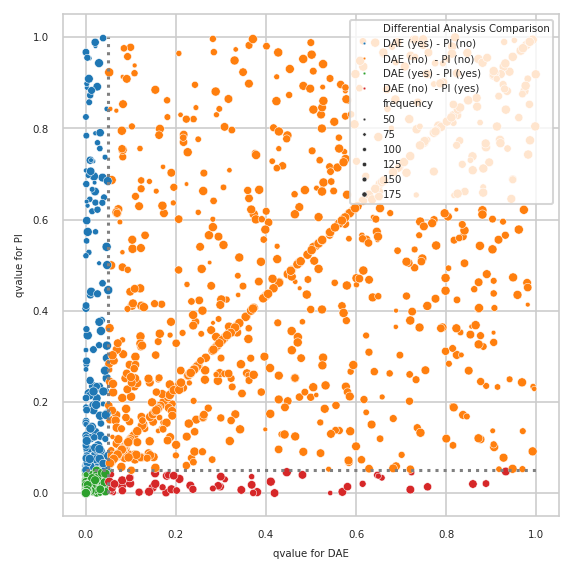 Differential Analysis Comparison
DAE (yes) - PI (no)
DAE (no) - PI (no)
DAE (yes) - PI (yes)
DAE (no) - PI (yes)
frequency
50
75
100
125
150
175
1.0
0.8
0.6
0.4
0.2
0.0
qvalue for PI
0.0 0.2 0.4 0.6 0.8 1.0
qvalue for DAE